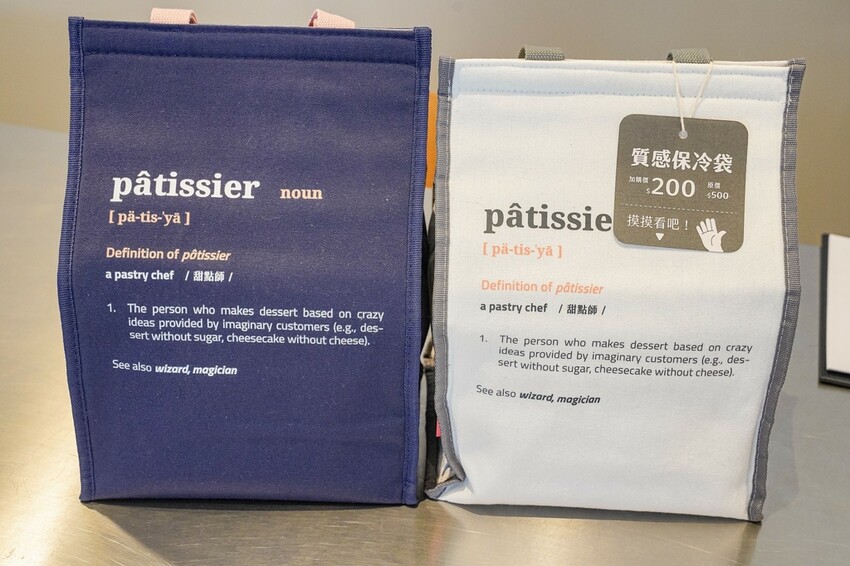 pâtissier noun
[ pä-tis-ˈyā ]
Definition of pâtissier
a pastry chef / 甜點師 /
1. The person who makes dessert based on crazy
ideas provided by imaginary customers (e.g., des-
sert without sugar, cheesecake without cheese).
See also wizard, magician
質感保冷袋
加購價 $200 原價 $500
摸摸看吧！
pâtissie
[ pä-tis-ˈyā ]
Definition of pâtissier
a pastry chef / 甜點師 /
1. The person who makes dessert based on crazy
ideas provided by imaginary customers (e.g., des-
sert without sugar, cheesecake without cheese).
See also wizard, magician